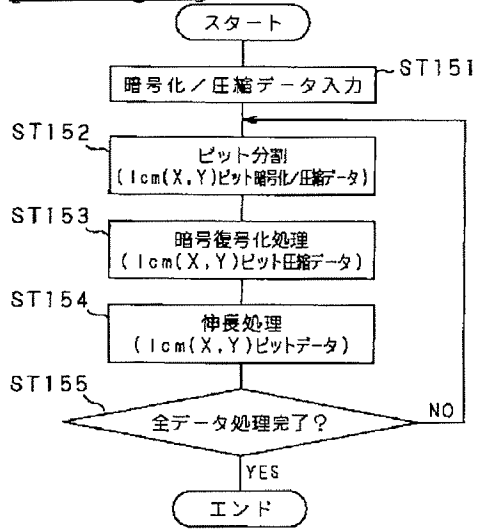 スタート
ST151
暗号化／圧縮データ入力
ST152
ビット分割
(lcm(X,Y)ビット暗号化/圧縮データ)
ST153
暗号復号化処理
(lcm(X,Y)ビット圧縮データ)
ST154
伸長処理
(lcm(X,Y)ビットデータ)
ST155
全データ処理完了?
NO
YES
エンド